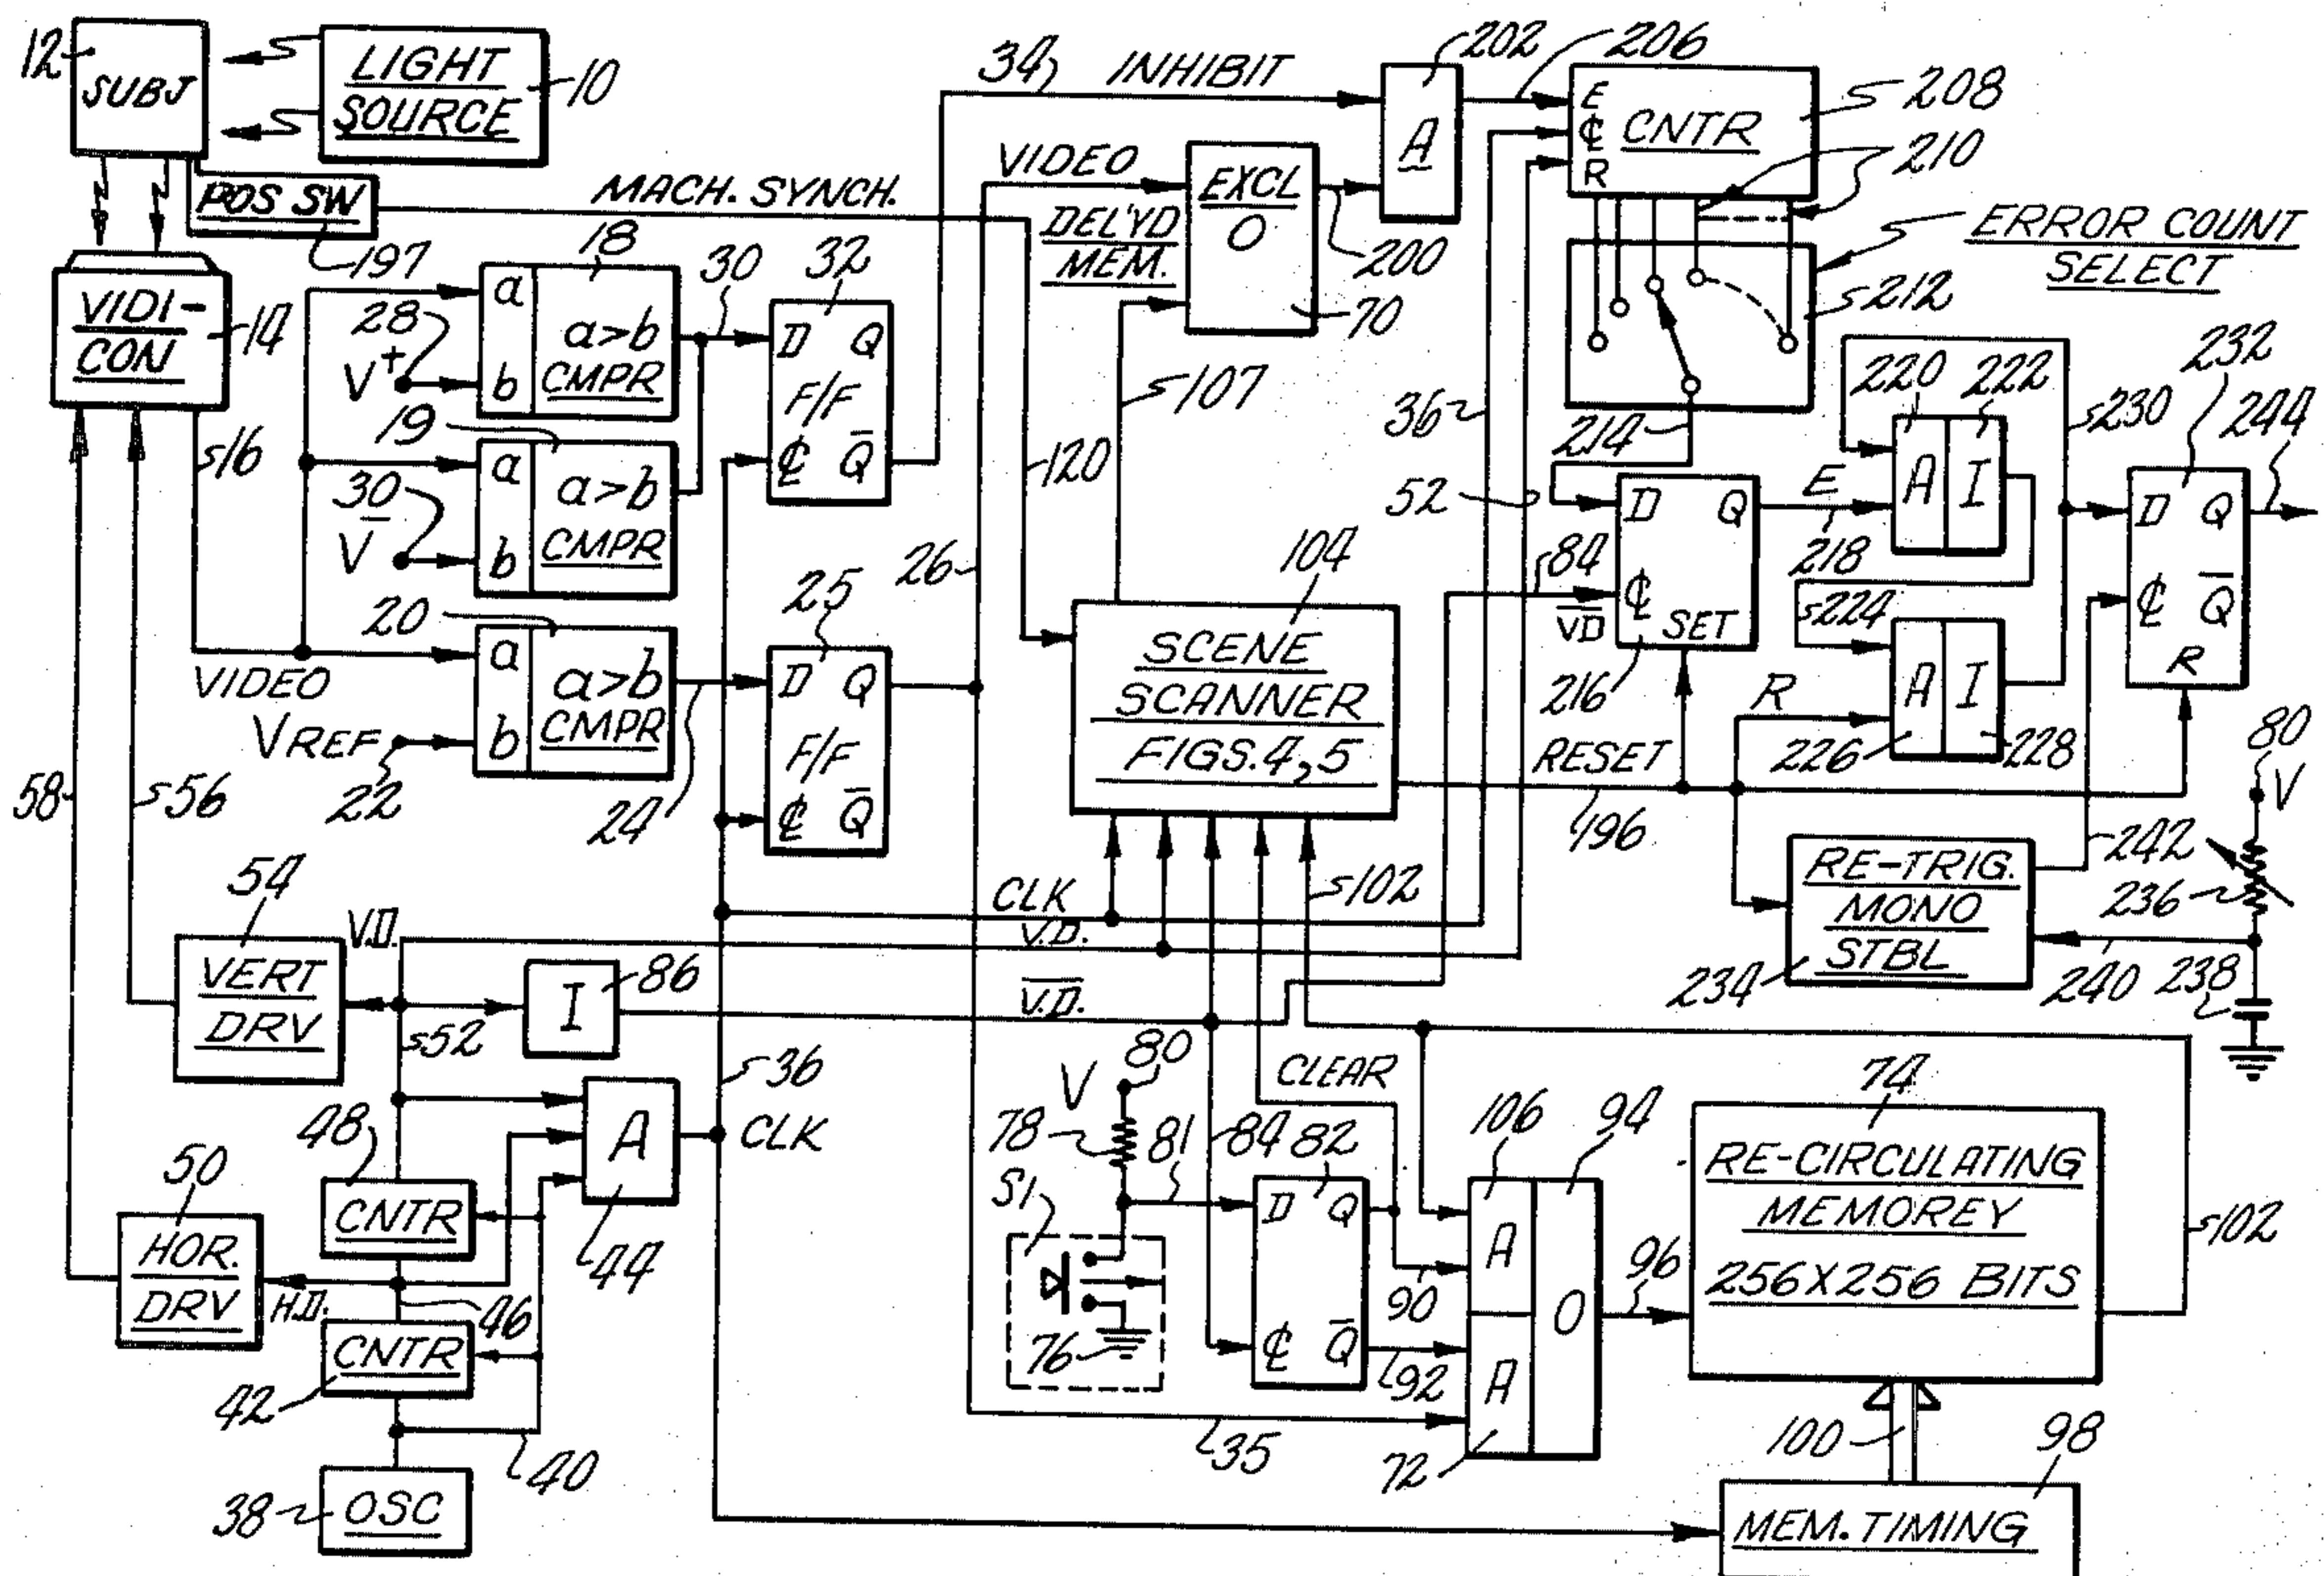 12
SUBJ
LIGHT
SOURCE
10
POS SW
197
MACH. SYNCH.
VIDI-
CON
14
16
28
V+
18
a
b
a>b
CMPR
30
19
30
V-
a
b
a>b
CMPR
20
a
b
a>b
CMPR
VIDEO
VREF
22
24
32
D Q
F/F
₵ Q̅
25
D Q
F/F
₵ Q̅
34
INHIBIT
VIDEO
DEL'YD
MEM.
EXCL
O
70
200
202
A
206
E
₵ CNTR
R
208
210
ERROR COUNT
SELECT
212
214
107
120
36
26
52
84
V̅D̅
D Q
₵
SET
216
E
218
220
222
A I
224
R
A I
226
228
230
232
D Q
₵ Q̅
R
244
104
SCENE
SCANNER
FIGS. 4, 5
RESET
196
RE-TRIG.
MONO
STBL
234
242
240
80
V
236
238
58
56
54
VERT
DRV
V.D.
52
I
86
CLK
V.D.
V̅.D̅.
102
36
CLK
A
44
48
CNTR
50
HOR.
DRV
H.D.
46
CNTR
42
40
OSC
38
V
80
78
81
S1
76
84
82
D Q
₵ Q̅
CLEAR
90
92
106
94
A
A
O
72
35
96
74
RE-CIRCULATING
MEMOREY
256X256 BITS
102
100
98
MEM. TIMING